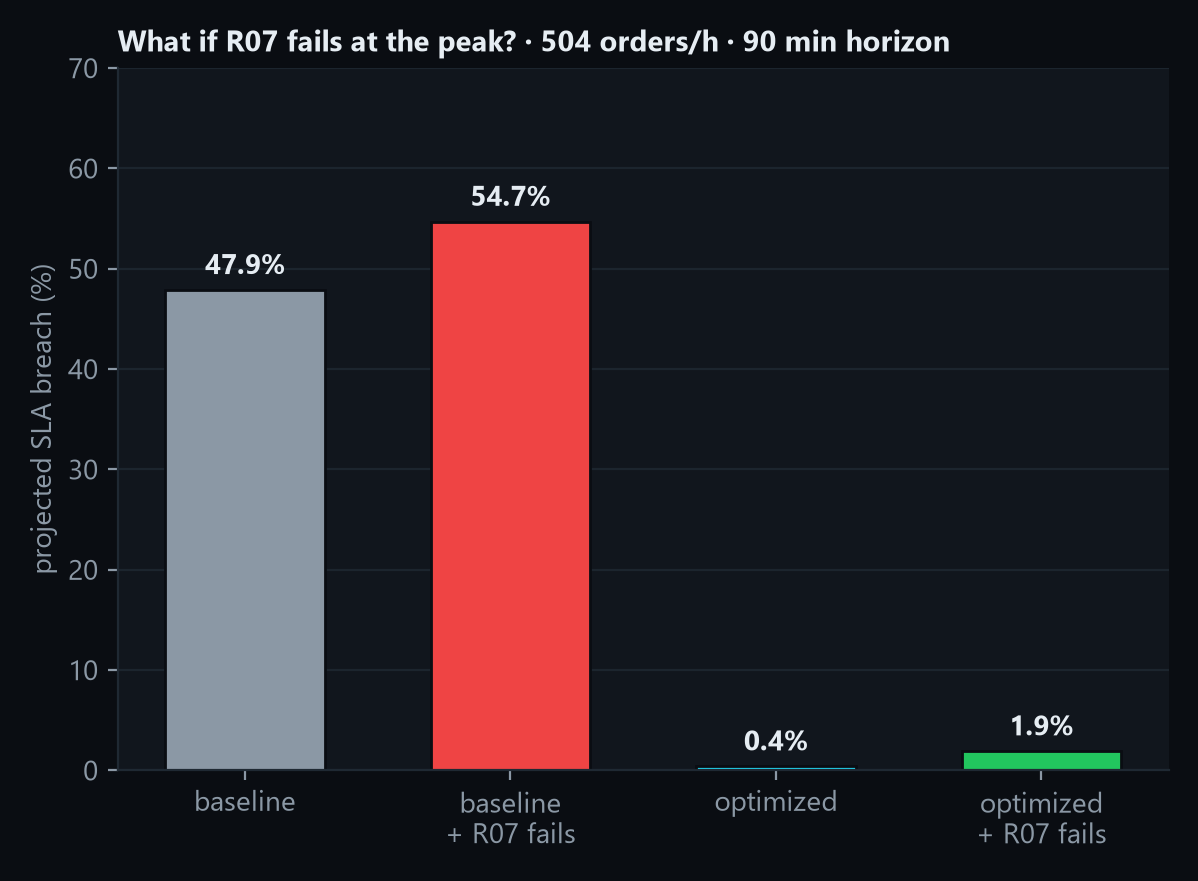 What if R07 fails at the peak? · 504 orders/h · 90 min horizon
projected SLA breach (%)
70
60
50
40
30
20
10
0
47.9%
54.7%
0.4%
1.9%
baseline
baseline
+ R07 fails
optimized
optimized
+ R07 fails